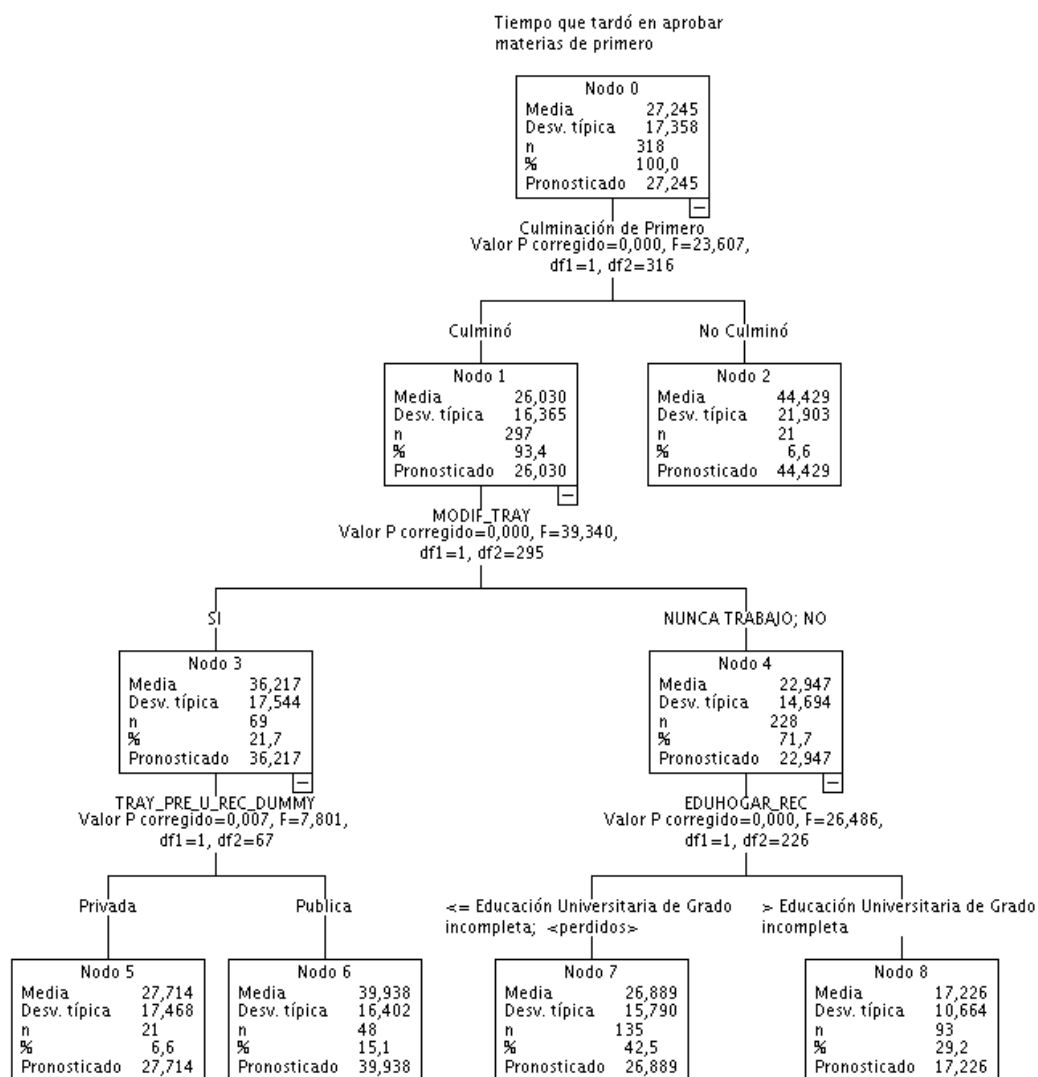 Tiempo que tardó en aprobar
materias de primero
Nodo 0
Media 27,245
Desv. típica 17,358
n 318
% 100,0
Pronosticado 27,245
Culminación de Primero
Valor P corregido=0,000, F=23,607,
df1=1, df2=316
Culminó
No Culminó
Nodo 1
Media 26,030
Desv. típica 16,365
n 297
% 93,4
Pronosticado 26,030
Nodo 2
Media 44,429
Desv. típica 21,903
n 21
% 6,6
Pronosticado 44,429
MODIF_TRAY
Valor P corregido=0,000, F=39,340,
df1=1, df2=295
SI
NUNCA TRABAJO; NO
Nodo 3
Media 36,217
Desv. típica 17,544
n 69
% 21,7
Pronosticado 36,217
Nodo 4
Media 22,947
Desv. típica 14,694
n 228
% 71,7
Pronosticado 22,947
TRAY_PRE_U_REC_DUMMY
Valor P corregido=0,007, F=7,801,
df1=1, df2=67
EDUHOGAR_REC
Valor P corregido=0,000, F=26,486,
df1=1, df2=226
Privada
Publica
<= Educación Universitaria de Grado
incompleta; <perdidos>
> Educación Universitaria de Grado
incompleta
Nodo 5
Media 27,714
Desv. típica 17,468
n 21
% 6,6
Pronosticado 27,714
Nodo 6
Media 39,938
Desv. típica 16,402
n 48
% 15,1
Pronosticado 39,938
Nodo 7
Media 26,889
Desv. típica 15,790
n 135
% 42,5
Pronosticado 26,889
Nodo 8
Media 17,226
Desv. típica 10,664
n 93
% 29,2
Pronosticado 17,226